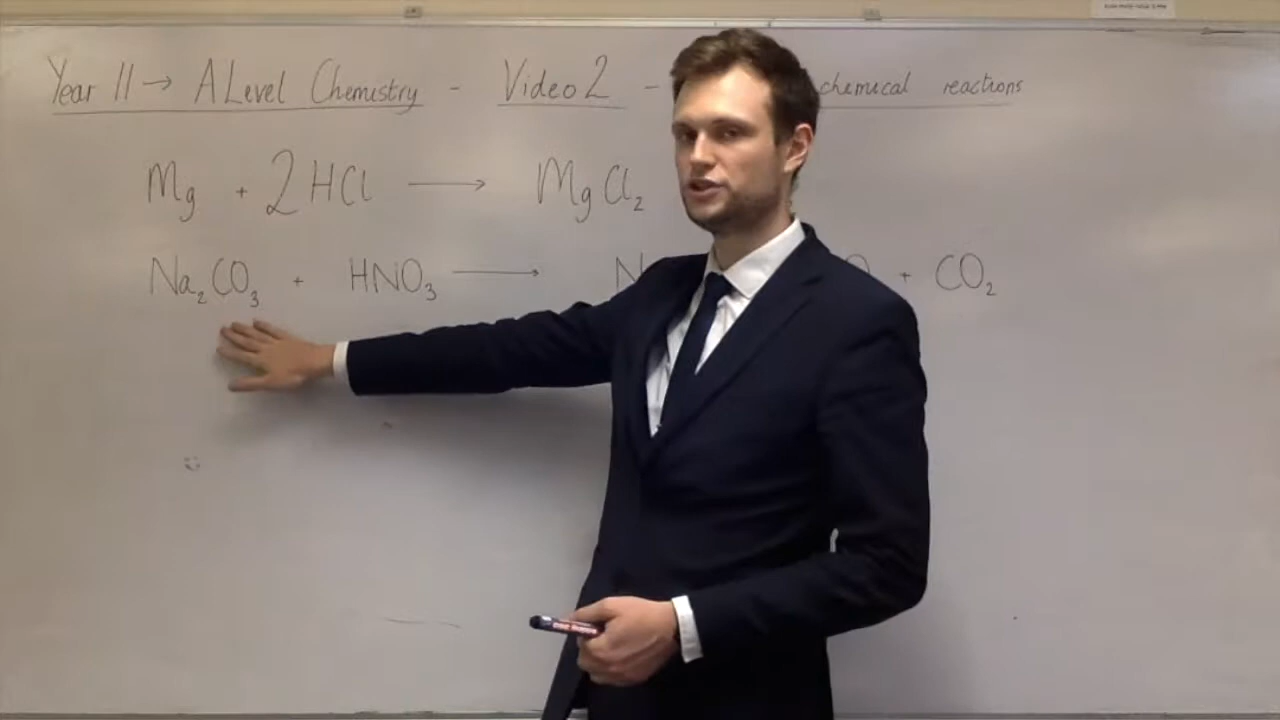 Year 11 → A Level Chemistry - Video 2 - chemical reactions
Mg + 2HCl → MgCl₂
Na₂CO₃ + HNO₃ → N O + CO₂